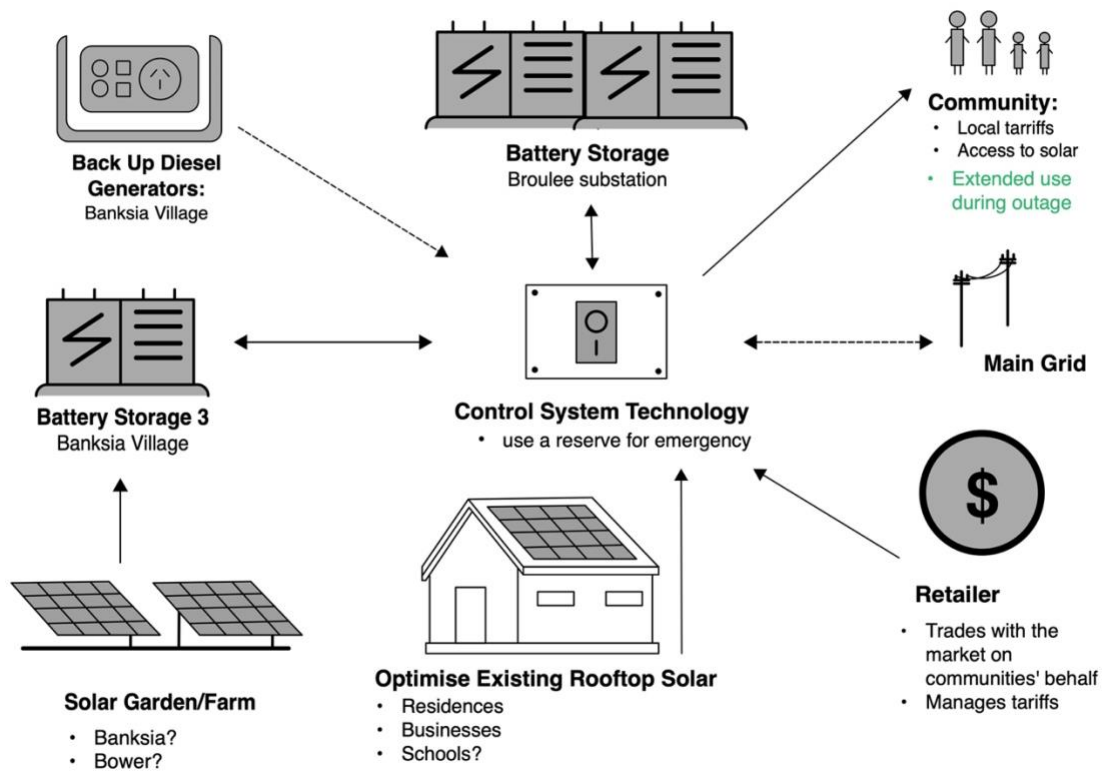 Back Up Diesel
Generators:
Banksia Village
Battery Storage
Broulee substation
Community:
• Local tarriffs
• Access to solar
• Extended use
during outage
Battery Storage 3
Banksia Village
Control System Technology
• use a reserve for emergency
Main Grid
$
Retailer
• Trades with the
market on
communities' behalf
• Manages tariffs
Solar Garden/Farm
• Banksia?
• Bower?
Optimise Existing Rooftop Solar
• Residences
• Businesses
• Schools?